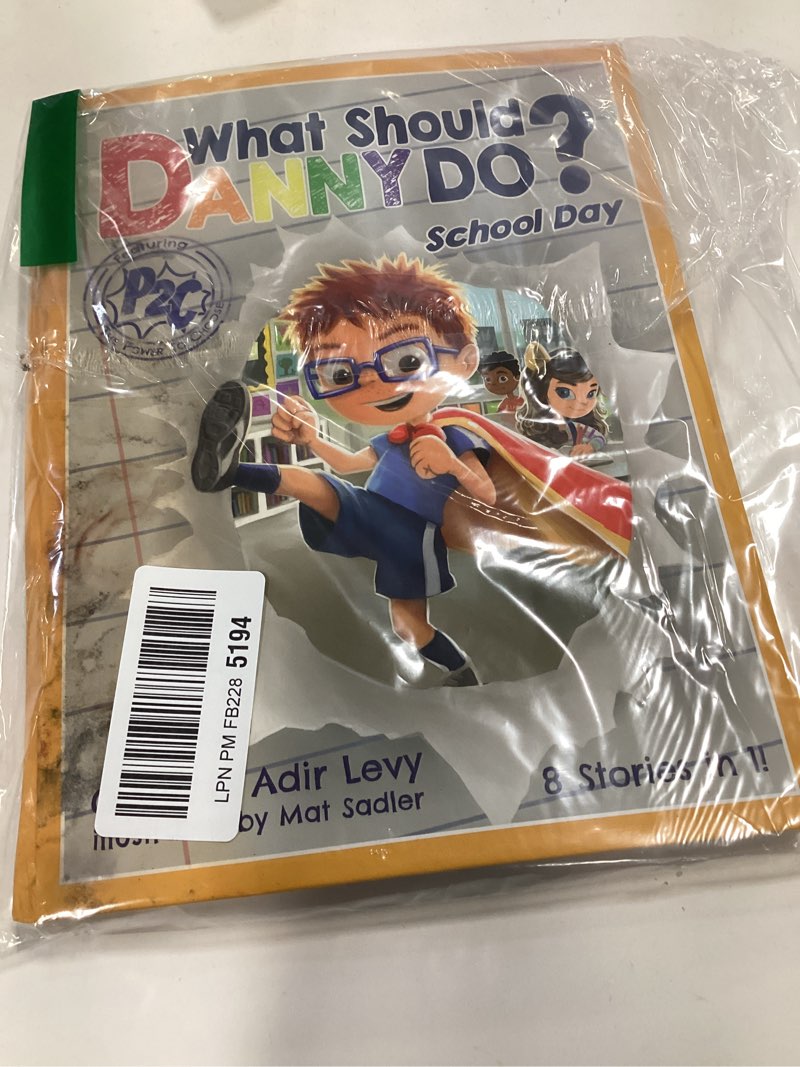 What Should
DANNY DO?
School Day
Featuring
P2C
POWER
LPN PM FB228 5194
Adir Levy
by Mat Sadler
8 Stories in 1!